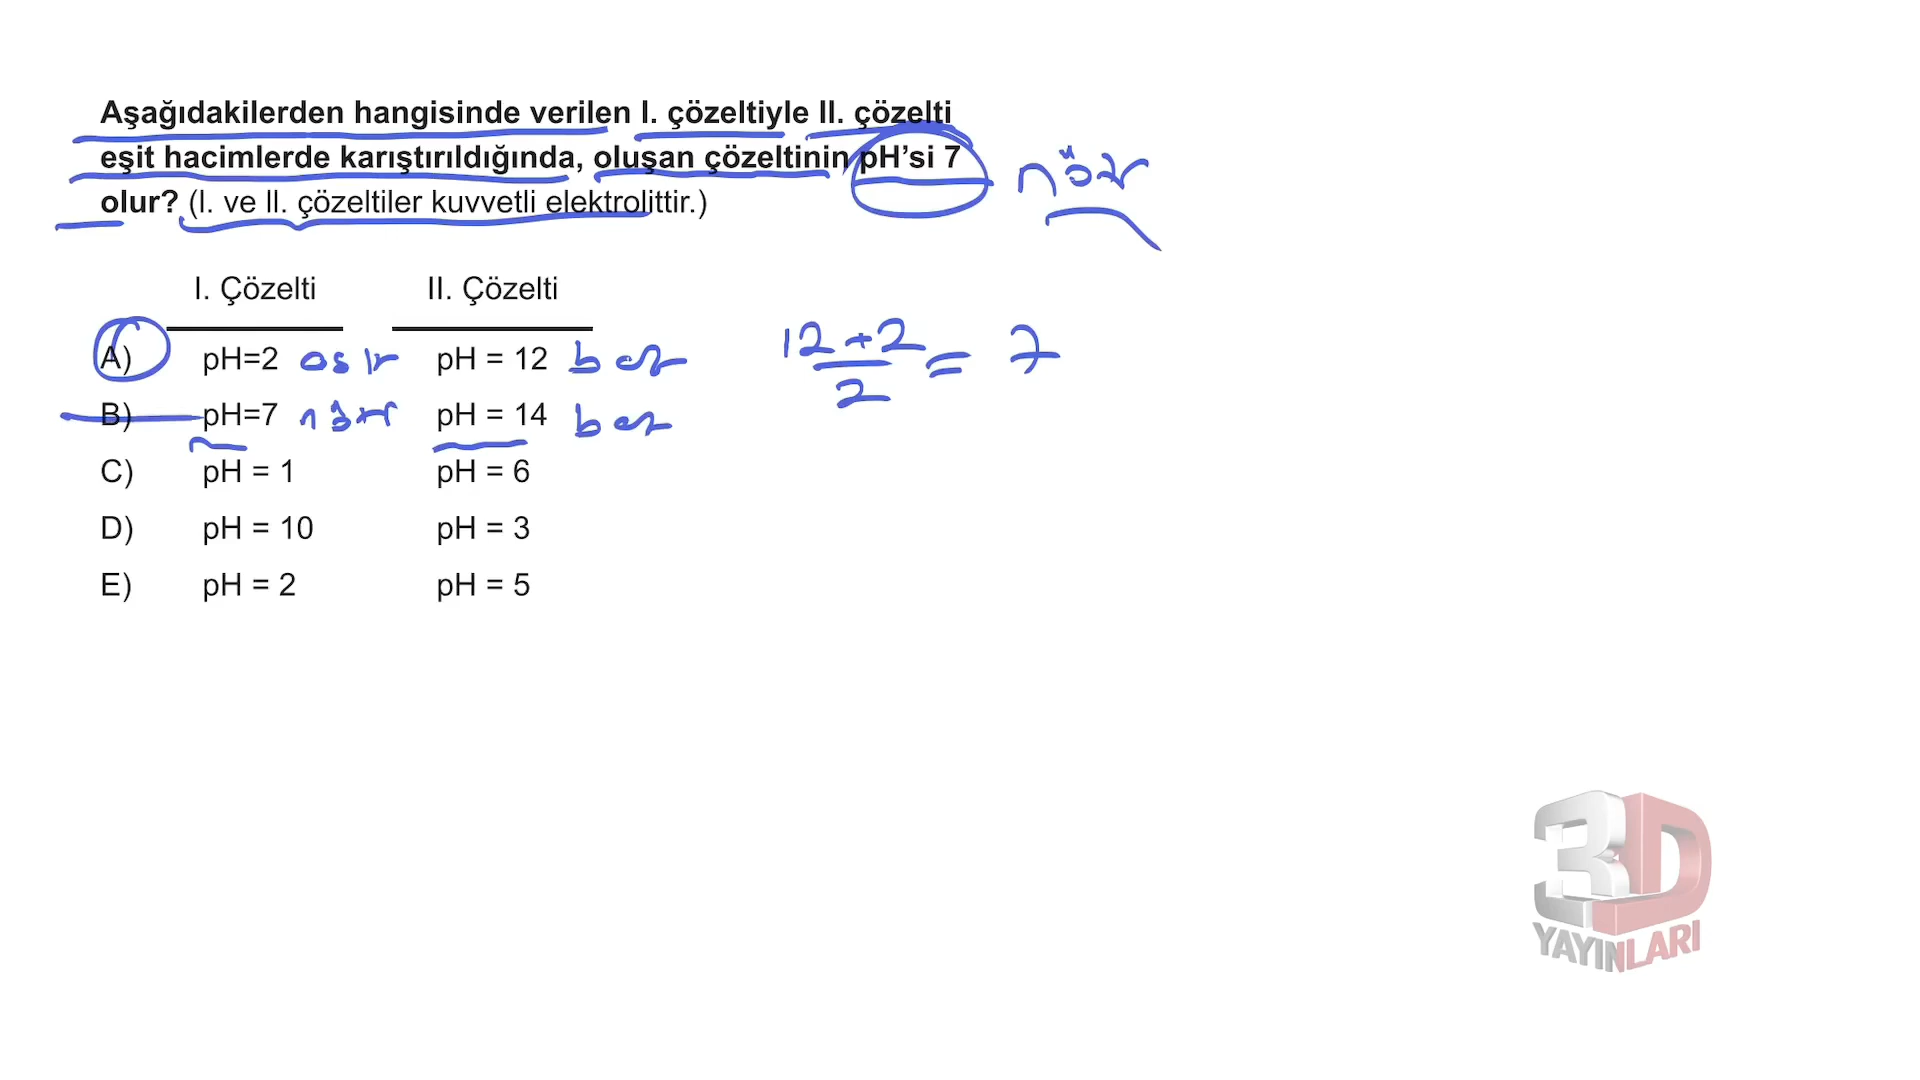 Aşağıdakilerden hangisinde verilen I. çözeltiyle II. çözelti
eşit hacimlerde karıştırıldığında, oluşan çözeltinin pH’si 7 nötr
olur? (I. ve II. çözeltiler kuvvetli elektrolittir.)
I. Çözelti II. Çözelti
A) pH=2 asit pH = 12 baz
12 + 2 / 2 = 7
B) pH=7 nötr pH = 14 baz
C) pH = 1 pH = 6
D) pH = 10 pH = 3
E) pH = 2 pH = 5
3D
YAYINLARI